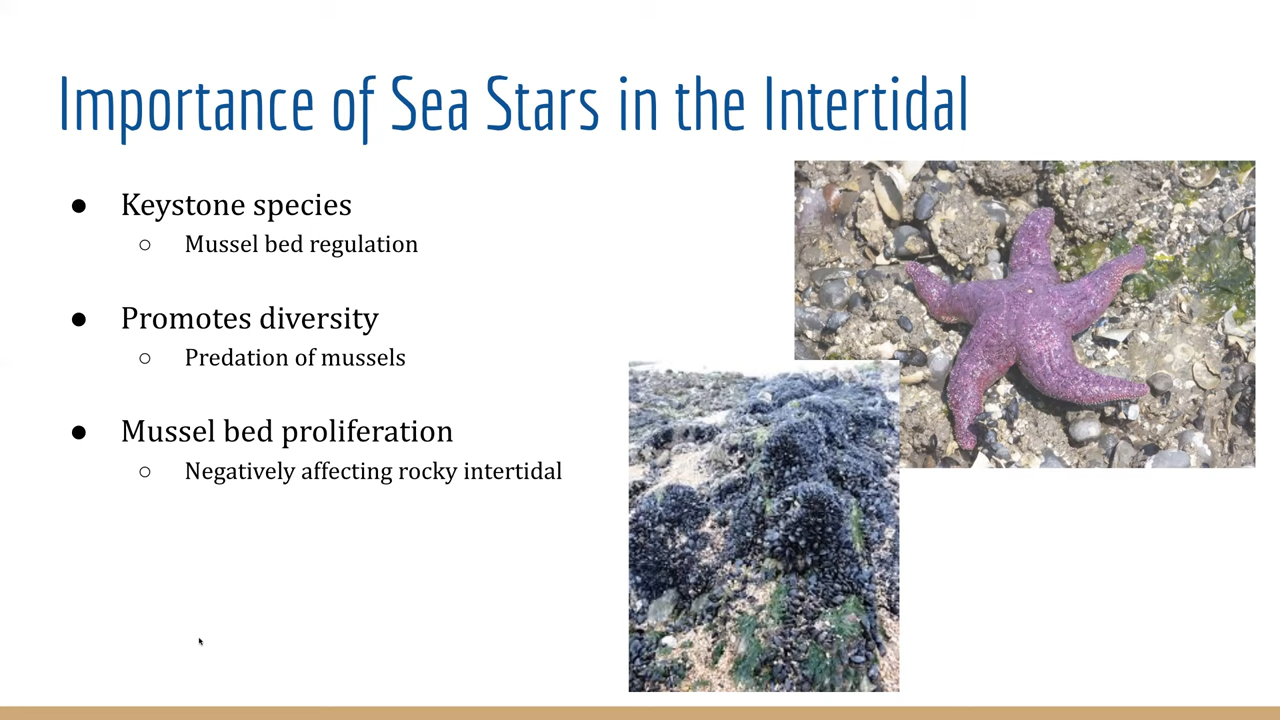 Importance of Sea Stars in the Intertidal
● Keystone species
○ Mussel bed regulation
● Promotes diversity
○ Predation of mussels
● Mussel bed proliferation
○ Negatively affecting rocky intertidal